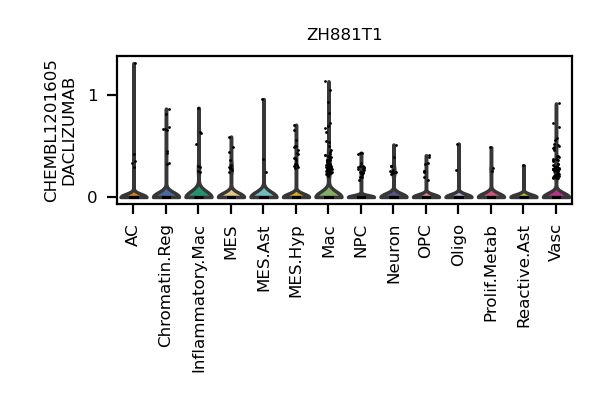 ZH881T1
CHEMBL1201605
DACLIZUMAB
1
0
AC
Chromatin.Reg
Inflammatory.Mac
MES
MES.Ast
MES.Hyp
Mac
NPC
Neuron
OPC
Oligo
Prolif.Metab
Reactive.Ast
Vasc